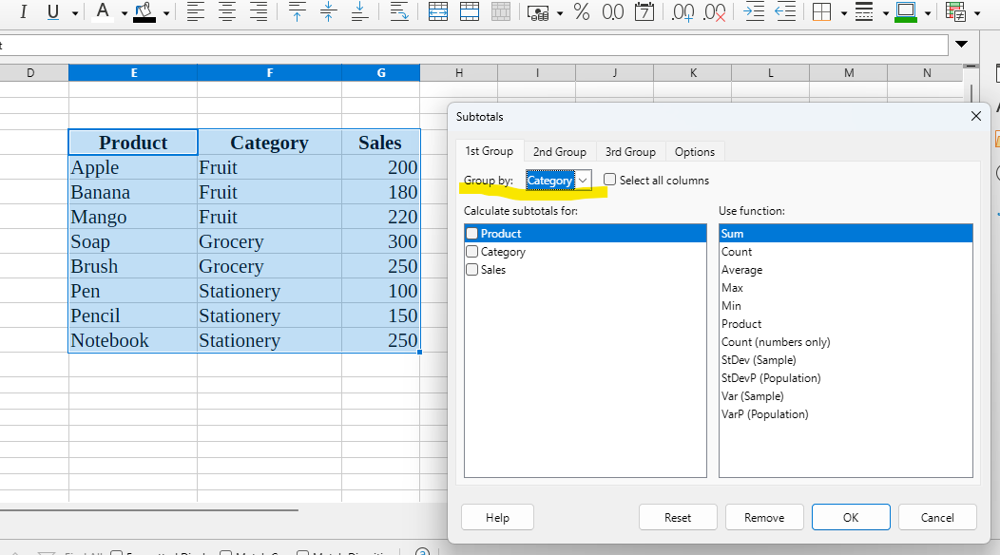 I U A % 0.0 7 .00 .00
t
D E F G H I J K L M N
Product Category Sales
Apple Fruit 200
Banana Fruit 180
Mango Fruit 220
Soap Grocery 300
Brush Grocery 250
Pen Stationery 100
Pencil Stationery 150
Notebook Stationery 250
Subtotals
1st Group 2nd Group 3rd Group Options
Group by: Category Select all columns
Calculate subtotals for:
Product
Category
Sales
Use function:
Sum
Count
Average
Max
Min
Product
Count (numbers only)
StDev (Sample)
StDevP (Population)
Var (Sample)
VarP (Population)
Help Reset Remove OK Cancel